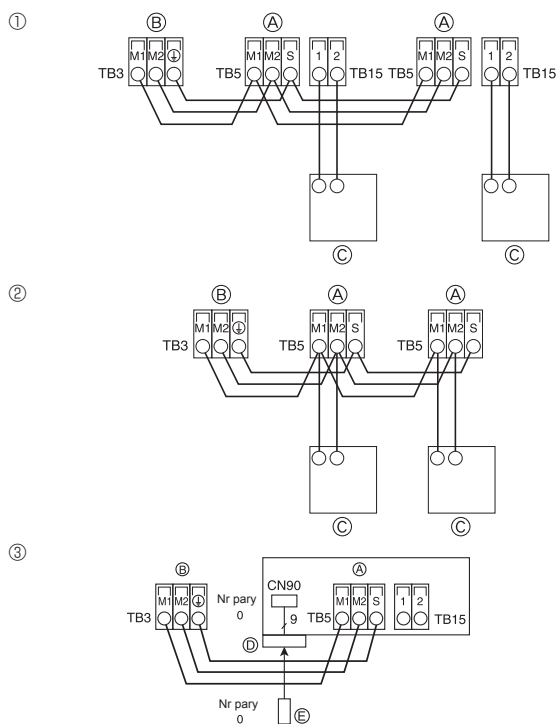 ①
Ⓑ Ⓐ Ⓐ
TB3 M1 M2 ⏚ TB5 M1 M2 S 1 2 TB15 TB5 M1 M2 S 1 2 TB15
Ⓒ Ⓒ
②
Ⓑ Ⓐ Ⓐ
TB3 M1 M2 ⏚ TB5 M1 M2 S TB5 M1 M2 S
Ⓒ Ⓒ
③
Ⓑ Ⓐ
CN90
Nr pary
0
TB3 M1 M2 ⏚ 9 TB5 M1 M2 S 1 2 TB15
Ⓓ
Nr pary
0
Ⓔ